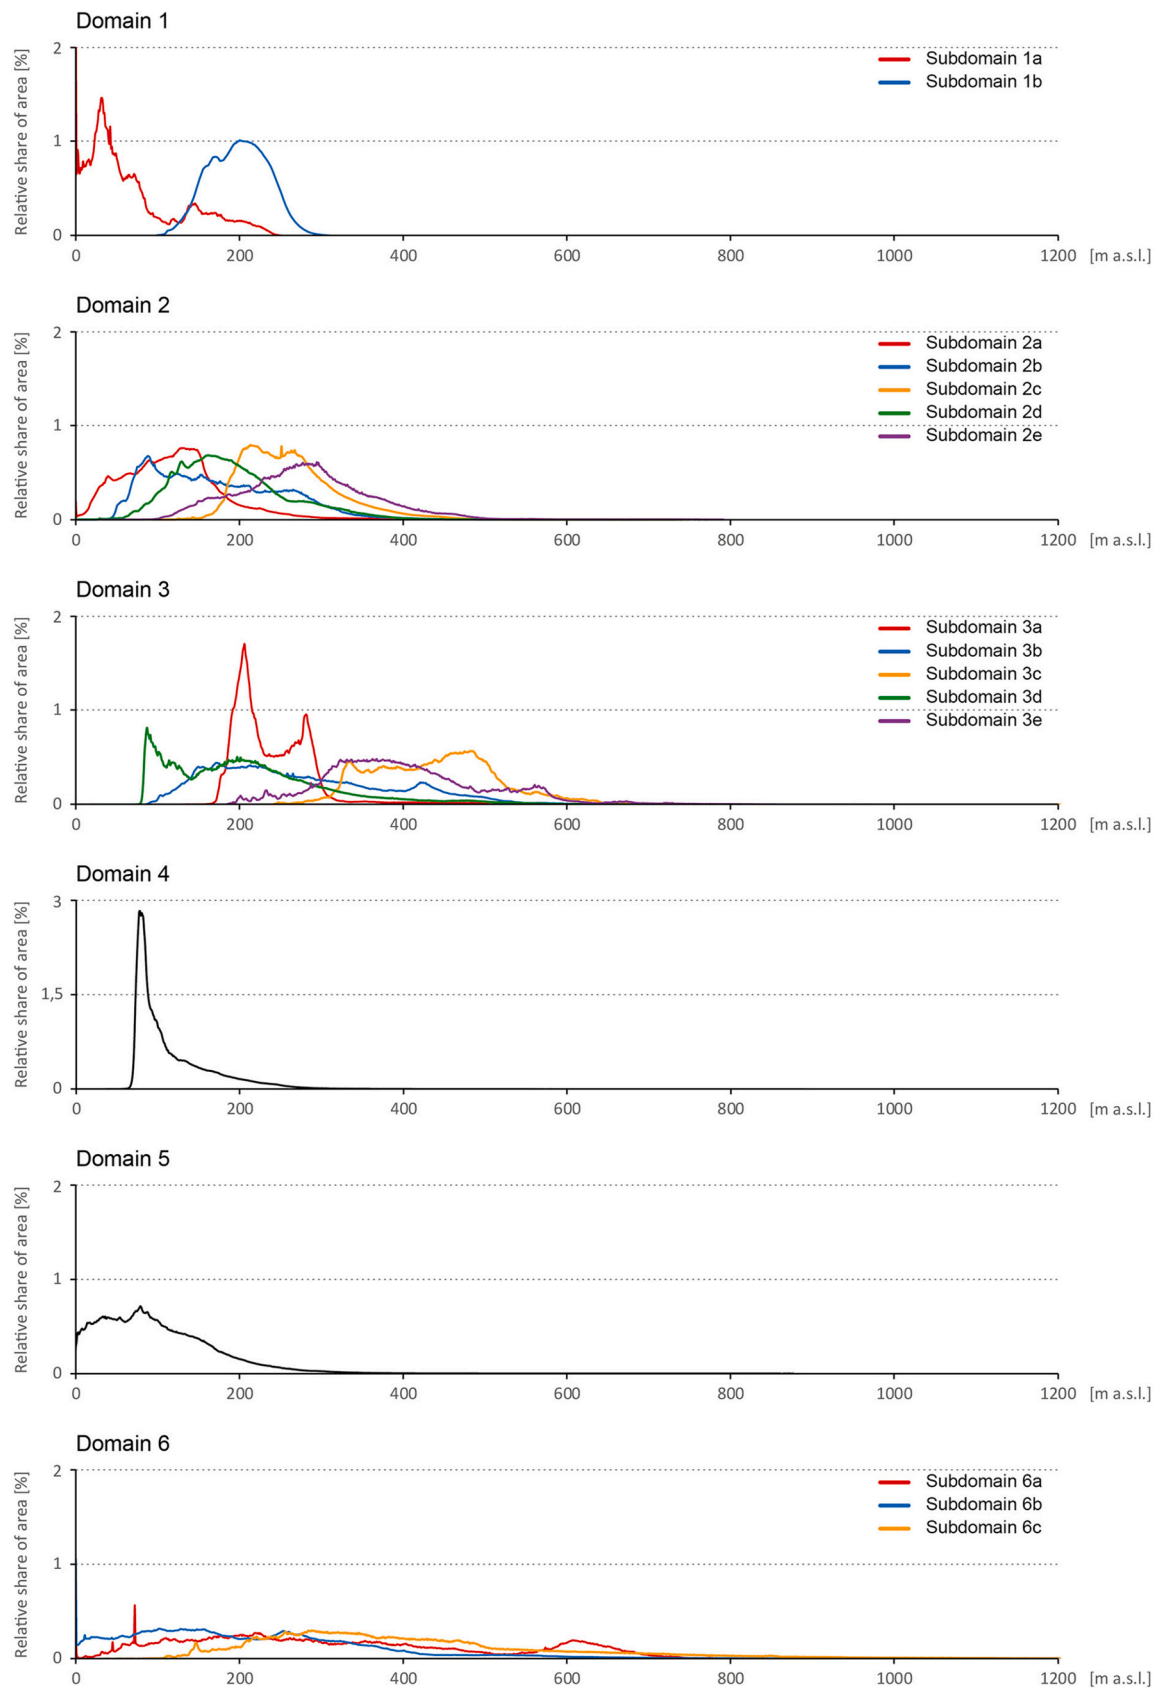 Domain 1
Relative share of area [%]
2
1
0
Subdomain 1a
Subdomain 1b
0 200 400 600 800 1000 1200 [m a.s.l.]
Domain 2
Relative share of area [%]
2
1
0
Subdomain 2a
Subdomain 2b
Subdomain 2c
Subdomain 2d
Subdomain 2e
0 200 400 600 800 1000 1200 [m a.s.l.]
Domain 3
Relative share of area [%]
2
1
0
Subdomain 3a
Subdomain 3b
Subdomain 3c
Subdomain 3d
Subdomain 3e
0 200 400 600 800 1000 1200 [m a.s.l.]
Domain 4
Relative share of area [%]
3
1,5
0
0 200 400 600 800 1000 1200 [m a.s.l.]
Domain 5
Relative share of area [%]
2
1
0
0 200 400 600 800 1000 1200 [m a.s.l.]
Domain 6
Relative share of area [%]
2
1
0
Subdomain 6a
Subdomain 6b
Subdomain 6c
0 200 400 600 800 1000 1200 [m a.s.l.]